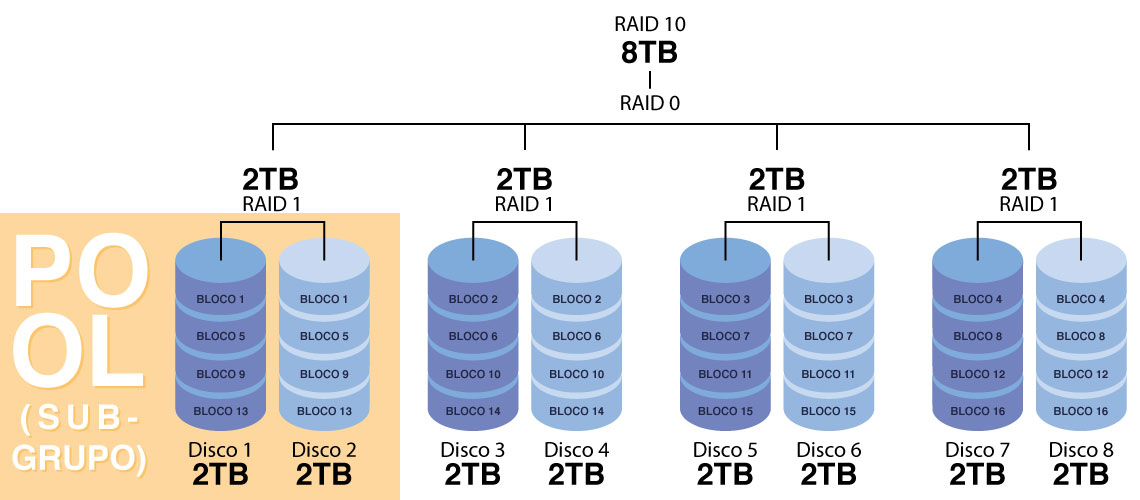 RAID 10
8TB
RAID 0
2TB
RAID 1
2TB
RAID 1
2TB
RAID 1
2TB
RAID 1
PO
OL
(SUB-
GRUPO)
BLOCO 1
BLOCO 5
BLOCO 9
BLOCO 13
Disco 1
2TB
BLOCO 1
BLOCO 5
BLOCO 9
BLOCO 13
Disco 2
2TB
BLOCO 2
BLOCO 6
BLOCO 10
BLOCO 14
Disco 3
2TB
BLOCO 2
BLOCO 6
BLOCO 10
BLOCO 14
Disco 4
2TB
BLOCO 3
BLOCO 7
BLOCO 11
BLOCO 15
Disco 5
2TB
BLOCO 3
BLOCO 7
BLOCO 11
BLOCO 15
Disco 6
2TB
BLOCO 4
BLOCO 8
BLOCO 12
BLOCO 16
Disco 7
2TB
BLOCO 4
BLOCO 8
BLOCO 12
BLOCO 16
Disco 8
2TB